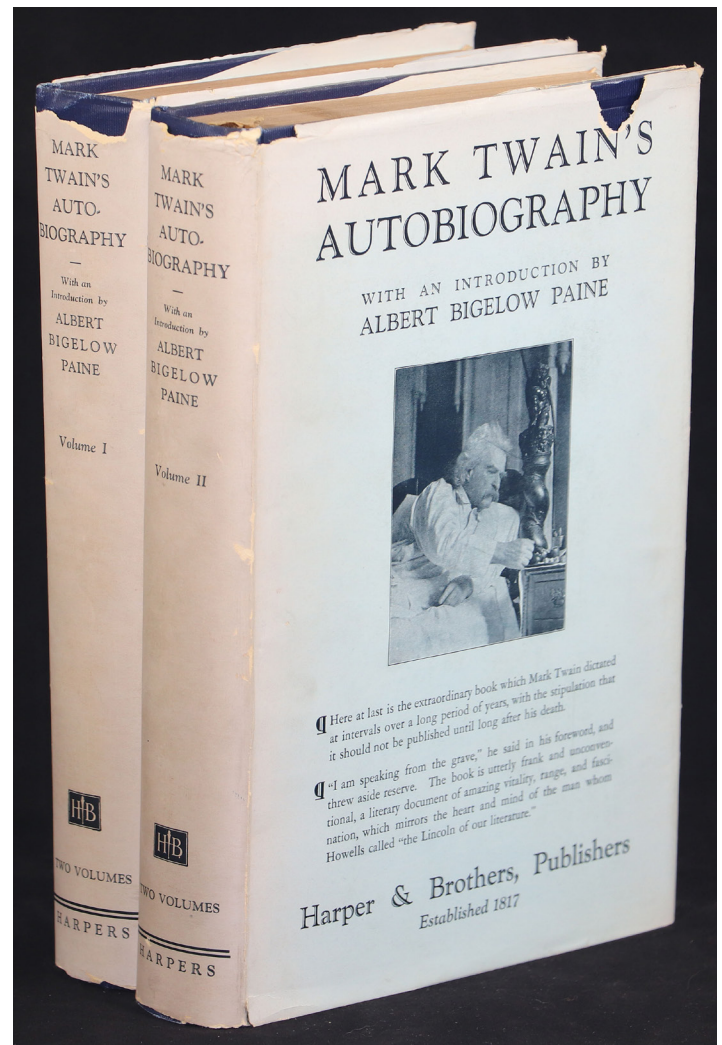 MARK
TWAIN'S
AUTO-
BIOGRAPHY
With an
Introduction by
ALBERT
BIGELOW
PAINE
Volume I
HB
TWO VOLUMES
HARPERS
MARK
TWAIN'S
AUTO-
BIOGRAPHY
With an
Introduction by
ALBERT
BIGELOW
PAINE
Volume II
HB
TWO VOLUMES
HARPERS
MARK TWAIN'S
AUTOBIOGRAPHY
WITH AN INTRODUCTION BY
ALBERT BIGELOW PAINE
¶ Here at last is the extraordinary book which Mark Twain dictated
at intervals over a long period of years, with the stipulation that
it should not be published until long after his death.
¶ "I am speaking from the grave," he said in his foreword, and
threw aside reserve. The book is utterly frank and unconven-
tional, a literary document of amazing vitality, range, and fasci-
nation, which mirrors the heart and mind of the man whom
Howells called "the Lincoln of our literature."
Harper & Brothers, Publishers
Established 1817